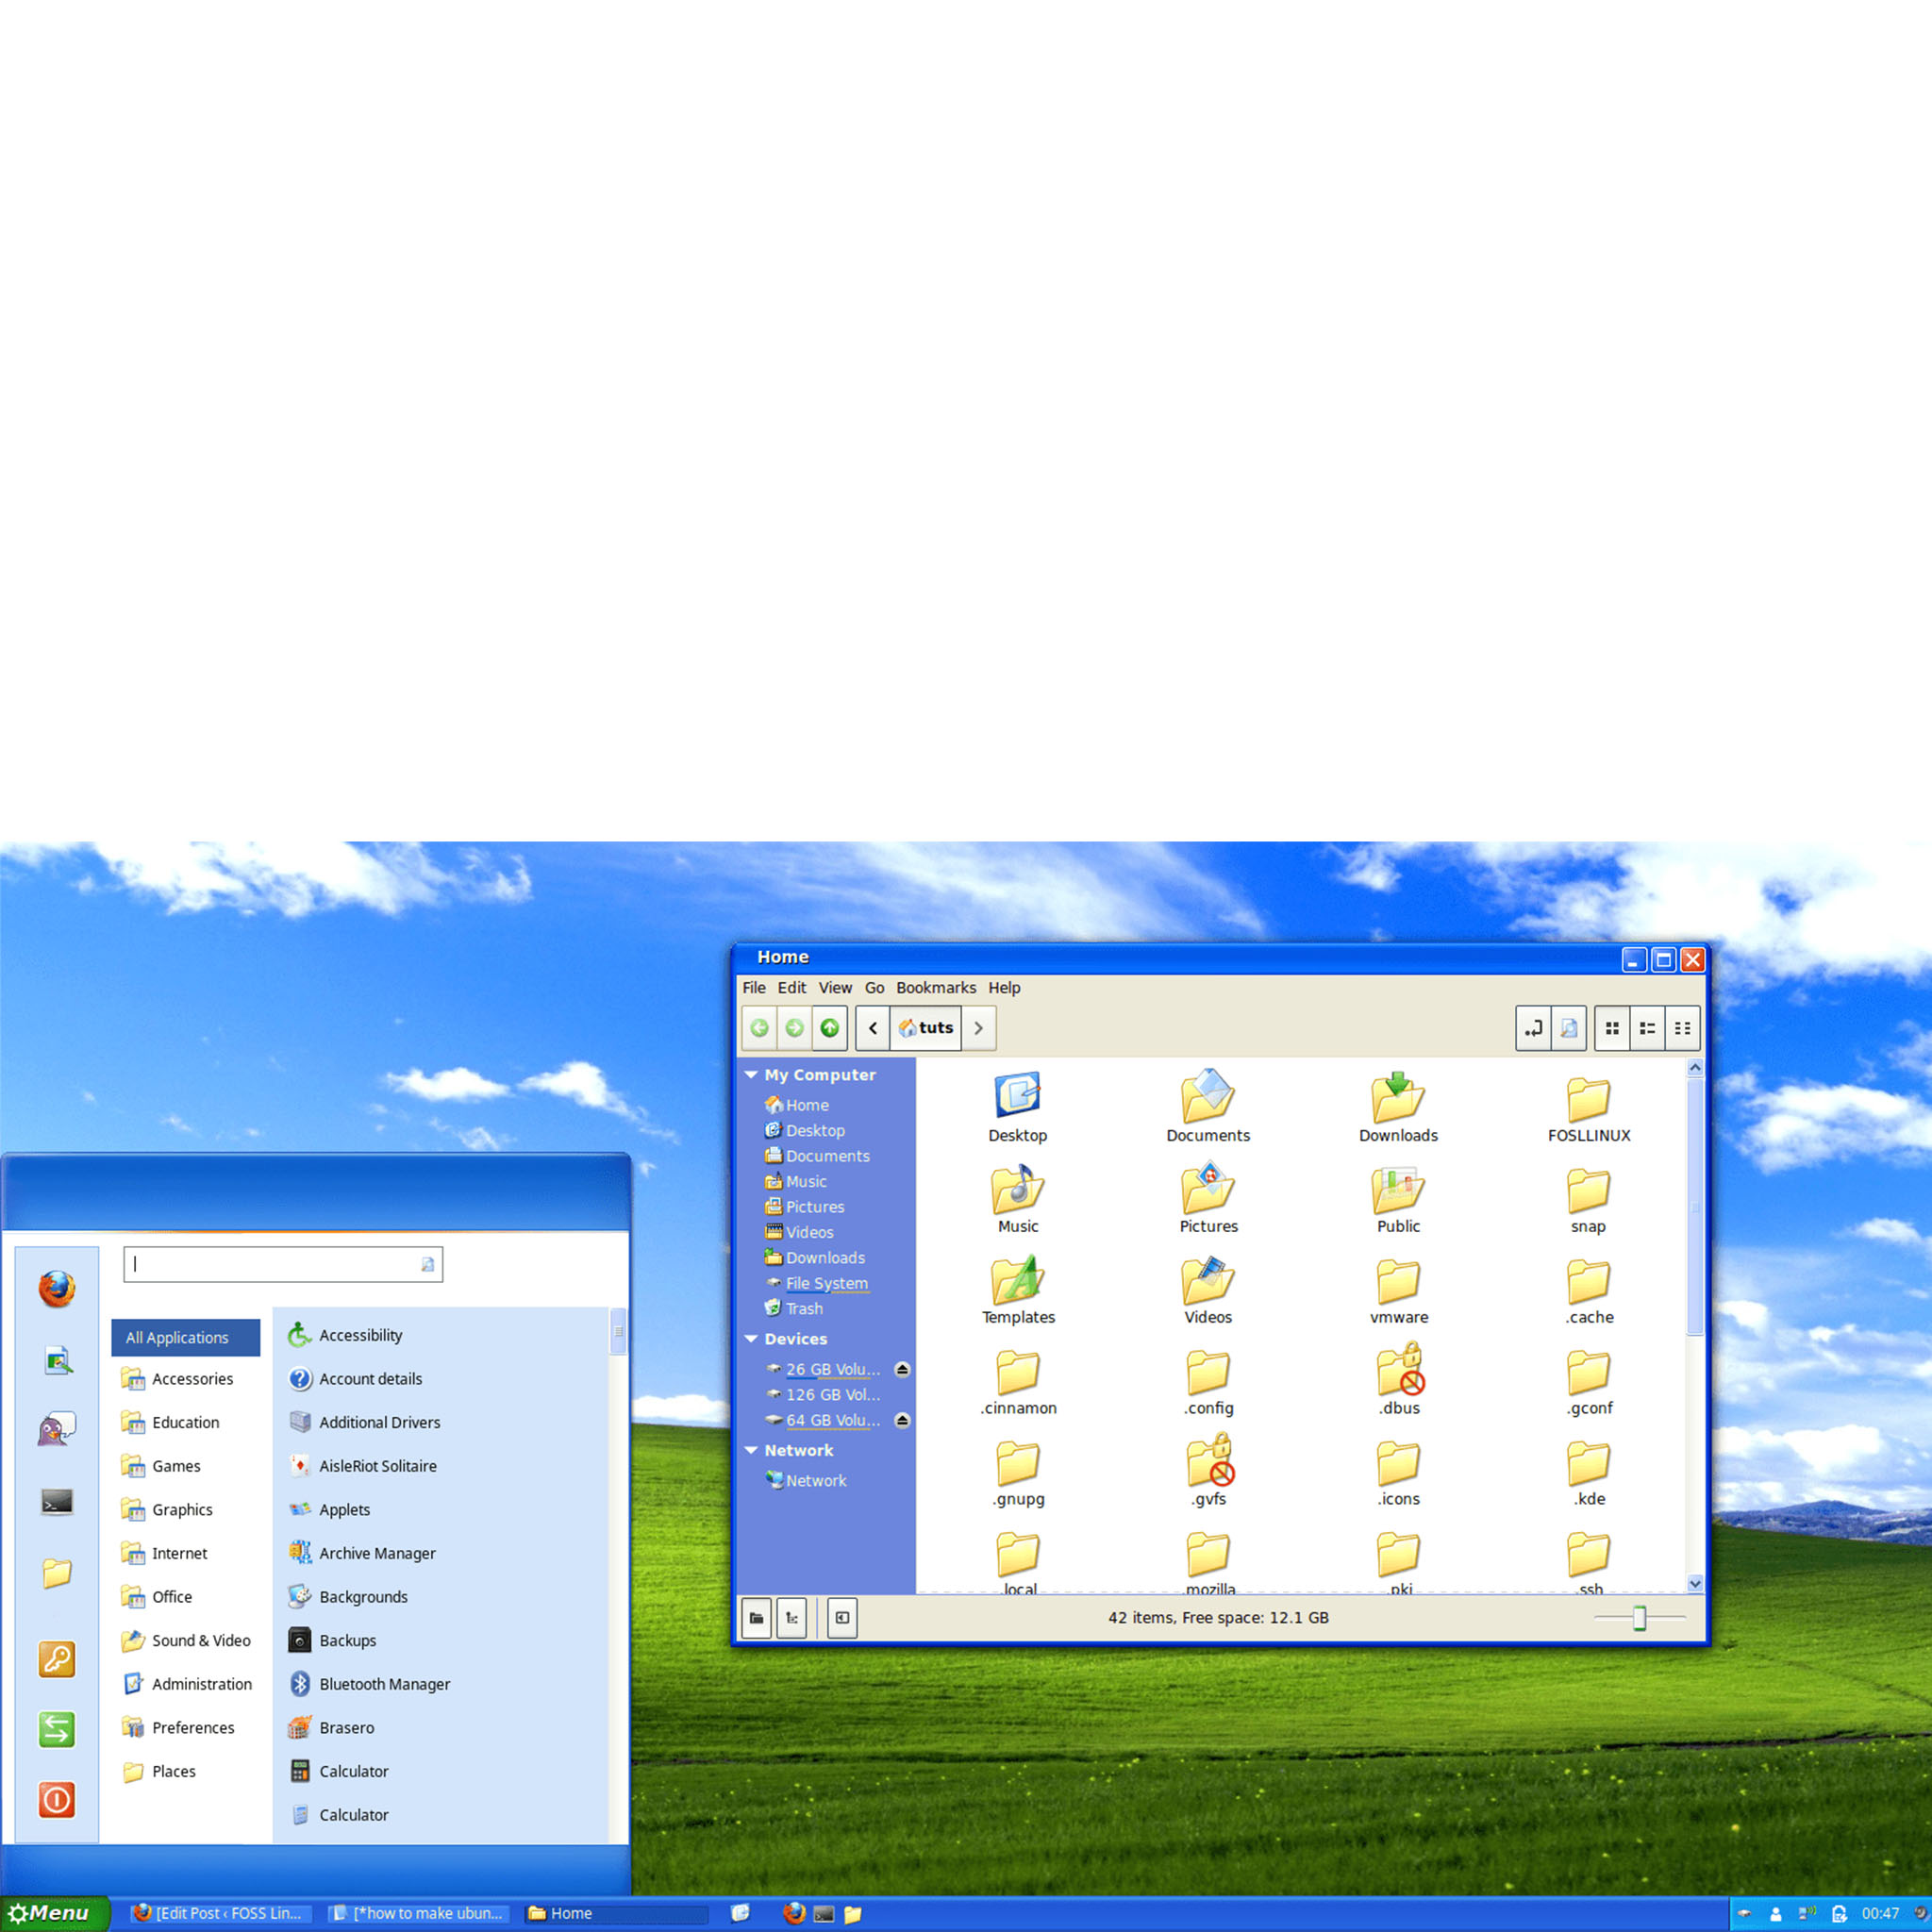 Home
File Edit View Go Bookmarks Help
tuts
My Computer
Home
Desktop
Documents
Music
Pictures
Videos
Downloads
File System
Trash
Devices
26 GB Volu...
126 GB Vol...
64 GB Volu...
Network
Network
Desktop Documents Downloads FOSLLINUX
Music Pictures Public snap
Templates Videos vmware .cache
.cinnamon .config .dbus .gconf
.gnupg .gvfs .icons .kde
.local .mozilla .pki .ssh
42 items, Free space: 12.1 GB
All Applications
Accessories
Education
Games
Graphics
Internet
Office
Sound & Video
Administration
Preferences
Places
Accessibility
Account details
Additional Drivers
AisleRiot Solitaire
Applets
Archive Manager
Backgrounds
Backups
Bluetooth Manager
Brasero
Calculator
Calculator
Menu [Edit Post ‹ FOSS Lin... [*how to make ubun... Home 00:47